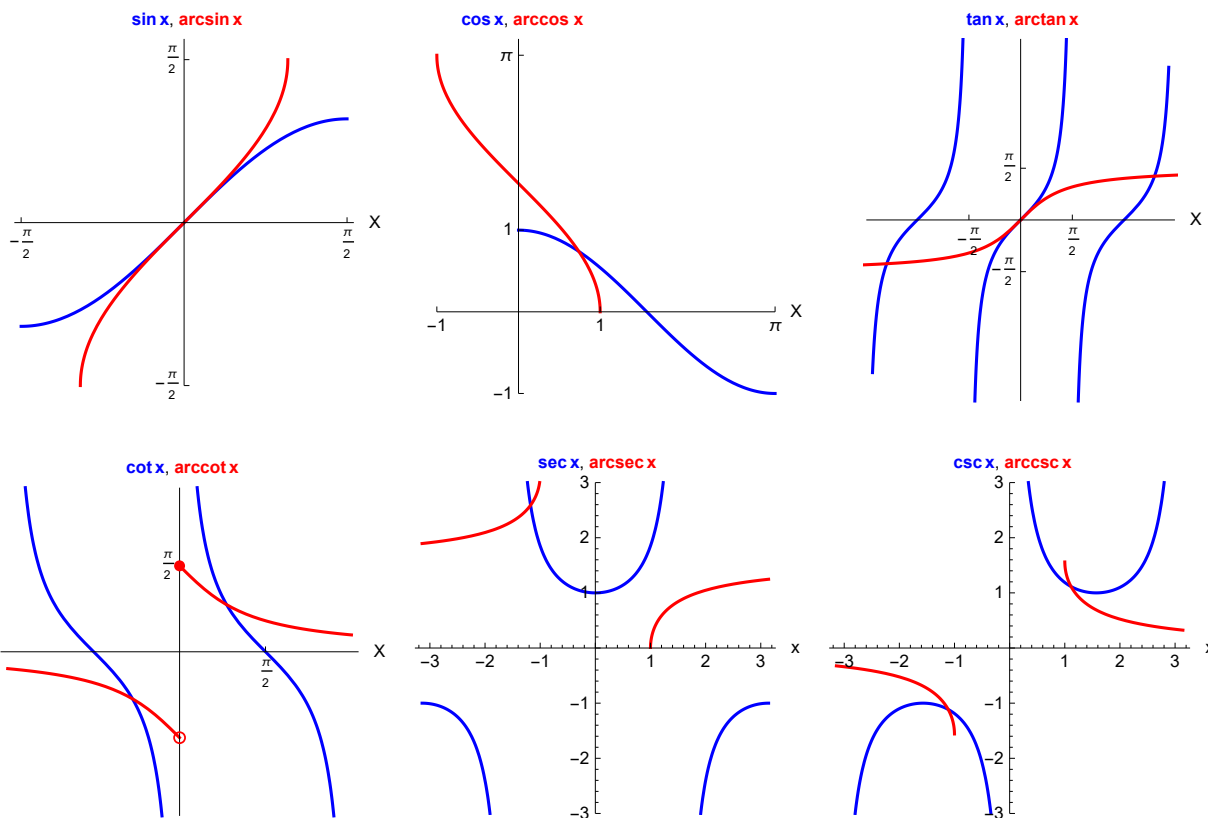 sin x, arcsin x
π/2
X
−π/2
π/2
−π/2
cos x, arccos x
π
1
X
−1
1
π
−1
tan x, arctan x
π/2
X
−π/2
π/2
−π/2
cot x, arccot x
π/2
X
π/2
sec x, arcsec x
3
2
1
x
−3
−2
−1
1
2
3
−1
−2
−3
csc x, arccsc x
3
2
1
x
−3
−2
−1
1
2
3
−1
−2
−3